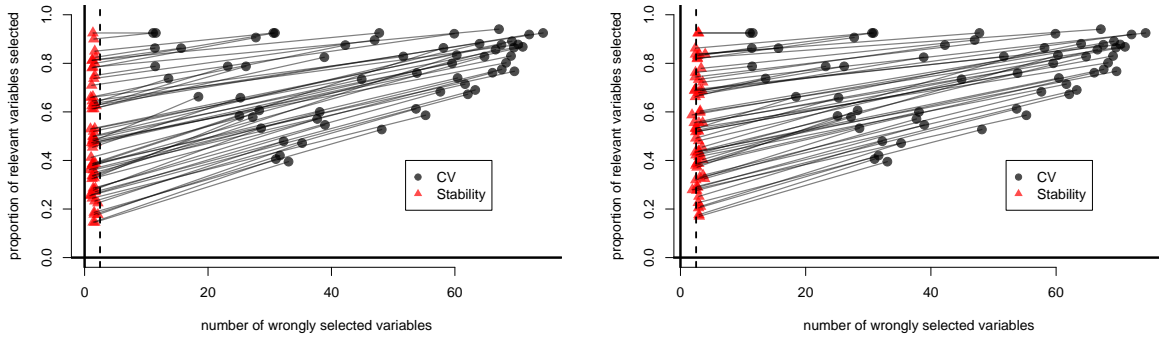 proportion of relevant variables selected
1.0
0.8
0.6
0.4
0.2
0.0
CV
Stability
0 20 40 60
number of wrongly selected variables
proportion of relevant variables selected
1.0
0.8
0.6
0.4
0.2
0.0
CV
Stability
0 20 40 60
number of wrongly selected variables